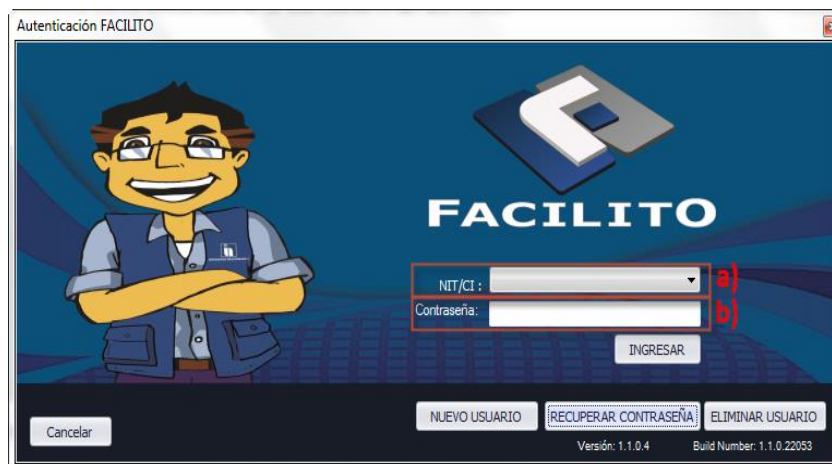 Autenticación FACILITO
FACILITO
NIT/CI :
a)
Contraseña:
b)
INGRESAR
NUEVO USUARIO
RECUPERAR CONTRASEÑA
ELIMINAR USUARIO
Cancelar
Versión: 1.1.0.4
Build Number: 1.1.0.22053